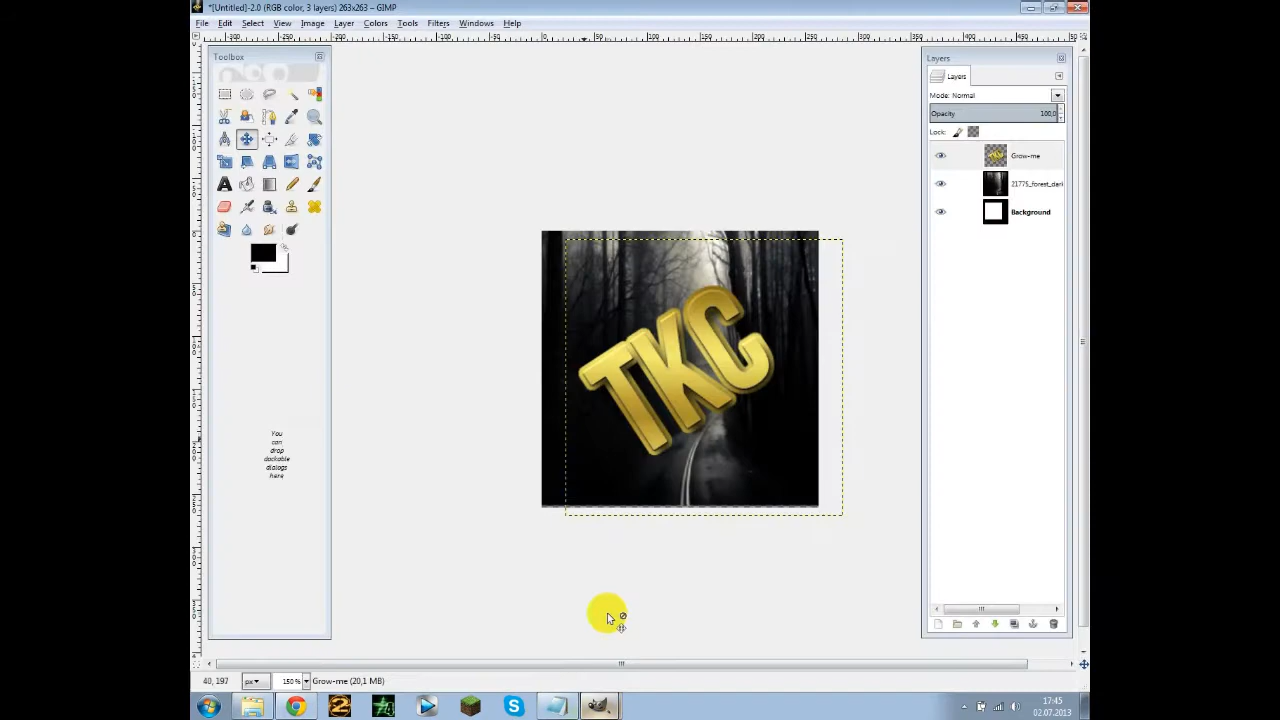 *[Untitled]-2.0 (RGB color, 3 layers) 263x263 – GIMP
File Edit Select View Image Layer Colors Tools Filters Windows Help
Toolbox
Layers
Layers
Mode: Normal
Opacity 100,0
Lock:
Grow-me
21775_forest_dark
Background
TKC
You
can
drop
dockable
dialogs
here
40, 197 px 150 % Grow-me (20,1 MB)
17:45
02.07.2013